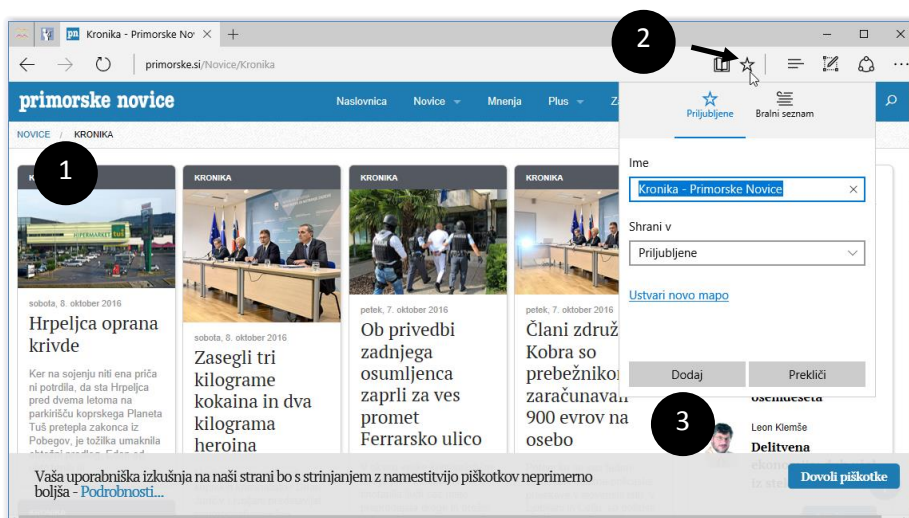 Kronika - Primorske Nov
primorske.si/Novice/Kronika
2
primorske novice
Naslovnica Novice Mnenja Plus
NOVICE / KRONIKA
1
KRONIKA
KRONIKA
KRONIKA
HIPERMARKET TUŠ
sobota, 8. oktober 2016
Hrpeljca oprana
krivde
Ker na sojenju niti ena priča
ni potrdila, da sta Hrpeljca
pred dvema letoma na
parkirišču koprskega Planeta
Tuš pretepla zakonca iz
Pobegov, je tožilka umaknila
sobota, 8. oktober 2016
Zasegli tri
kilograme
kokaina in dva
kilograma
heroina
petek, 7. oktober 2016
Ob privedbi
zadnjega
osumljenca
zaprli za ves
promet
Ferrarsko ulico
petek, 7. oktober 2016
Člani združ
Kobra so
prebežniko
zaračunavali
900 evrov na
osebo
Priljubljene
Bralni seznam
Ime
Kronika - Primorske Novice
Shrani v
Priljubljene
Ustvari novo mapo
Dodaj
Prekliči
3
osemdeseta
Leon Klemše
Delitvena
Vaša uporabniška izkušnja na naši strani bo s strinjanjem z namestitvijo piškotkov neprimerno
boljša - Podrobnosti...
Dovoli piškotke